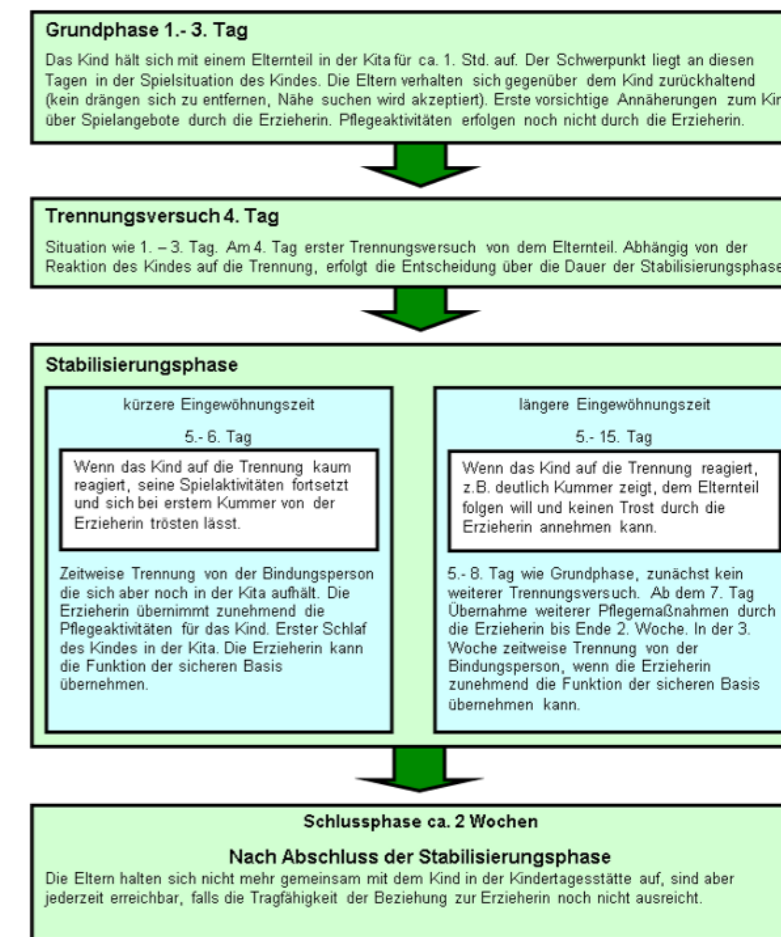 Grundphase 1.- 3. Tag
Das Kind hält sich mit einem Elternteil in der Kita für ca. 1. Std. auf. Der Schwerpunkt liegt an diesen
Tagen in der Spielsituation des Kindes. Die Eltern verhalten sich gegenüber dem Kind zurückhaltend
(kein drängen sich zu entfernen, Nähe suchen wird akzeptiert). Erste vorsichtige Annäherungen zum
über Spielangebote durch die Erzieherin. Pflegeaktivitäten erfolgen noch nicht durch die Erzieherin.
Trennungsversuch 4. Tag
Situation wie 1. – 3. Tag. Am 4. Tag erster Trennungsversuch von dem Elternteil. Abhängig von der
Reaktion des Kindes auf die Trennung, erfolgt die Entscheidung über die Dauer der Stabilisierungsphase
Stabilisierungsphase
kürzere Eingewöhnungszeit
5.- 6. Tag
Wenn das Kind auf die Trennung kaum
reagiert, seine Spielaktivitäten fortsetzt
und sich bei erstem Kummer von der
Erzieherin trösten lässt.
Zeitweise Trennung von der Bindungsperson
die sich aber noch in der Kita aufhält. Die
Erzieherin übernimmt zunehmend die
Pflegeaktivitäten für das Kind. Erster Schlaf
des Kindes in der Kita. Die Erzieherin kann
die Funktion der sicheren Basis
übernehmen.
längere Eingewöhnungszeit
5.- 15. Tag
Wenn das Kind auf die Trennung reagiert,
z.B. deutlich Kummer zeigt, dem Elternteil
folgen will und keinen Trost durch die
Erzieherin annehmen kann.
5.- 8. Tag wie Grundphase, zunächst kein
weiterer Trennungsversuch. Ab dem 7. Tag
Übernahme weiterer Pflegemaßnahmen durch
die Erzieherin bis Ende 2. Woche. In der 3.
Woche zeitweise Trennung von der
Bindungsperson, wenn die Erzieherin
zunehmend die Funktion der sicheren Basis
übernehmen kann.
Schlussphase ca. 2 Wochen
Nach Abschluss der Stabilisierungsphase
Die Eltern halten sich nicht mehr gemeinsam mit dem Kind in der Kindertagesstätte auf, sind aber
jederzeit erreichbar, falls die Tragfähigkeit der Beziehung zur Erzieherin noch nicht ausreicht.